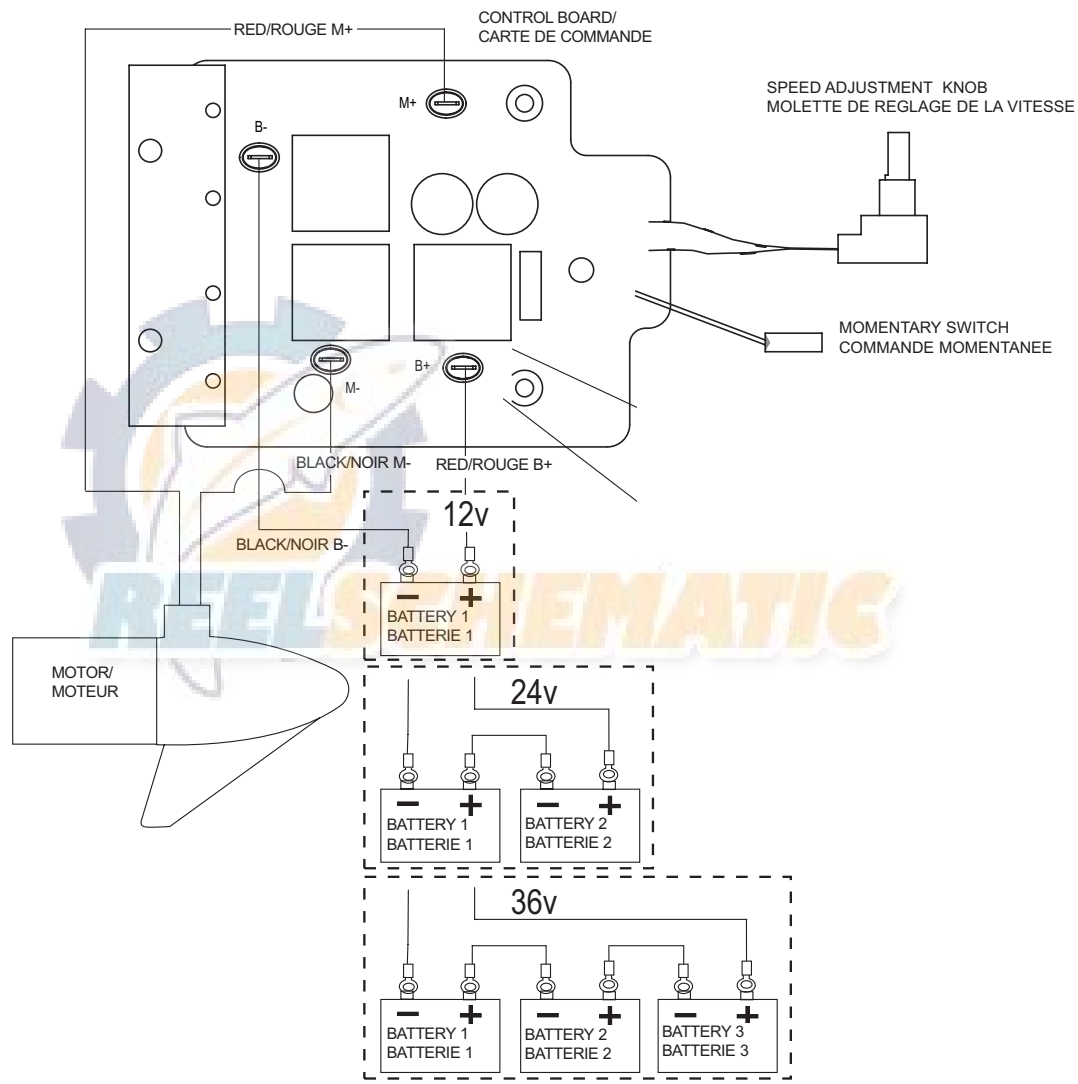 RED/ROUGE M+
CONTROL BOARD/
CARTE DE COMMANDE
SPEED ADJUSTMENT KNOB
MOLETTE DE REGLAGE DE LA VITESSE
M+
B-
MOMENTARY SWITCH
COMMANDE MOMENTANEE
B+
M-
BLACK/NOIR M-
RED/ROUGE B+
12v
BLACK/NOIR B-
REELSCHEMATIC
- +
BATTERY 1
BATTERIE 1
MOTOR/
MOTEUR
24v
- +
BATTERY 1
BATTERIE 1
- +
BATTERY 2
BATTERIE 2
36v
- +
BATTERY 1
BATTERIE 1
- +
BATTERY 2
BATTERIE 2
- +
BATTERY 3
BATTERIE 3